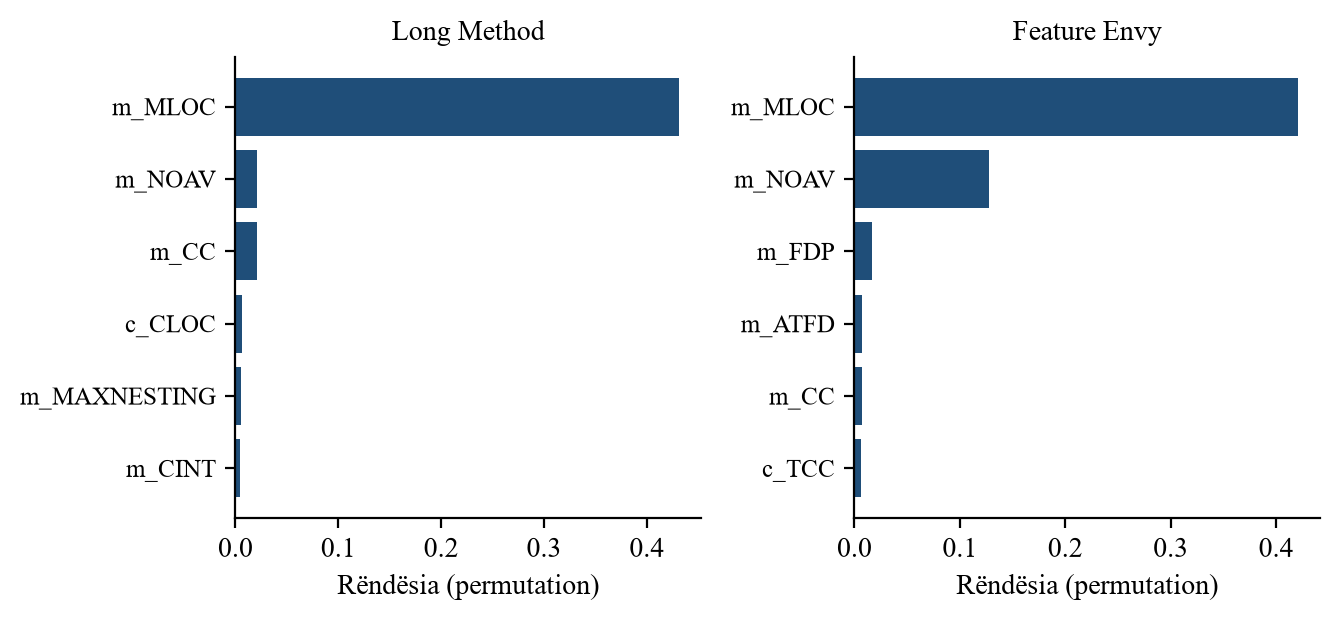 Long Method
m_MLOC
m_NOAV
m_CC
c_CLOC
m_MAXNESTING
m_CINT
0.0 0.1 0.2 0.3 0.4
Rëndësia (permutation)
Feature Envy
m_MLOC
m_NOAV
m_FDP
m_ATFD
m_CC
c_TCC
0.0 0.1 0.2 0.3 0.4
Rëndësia (permutation)